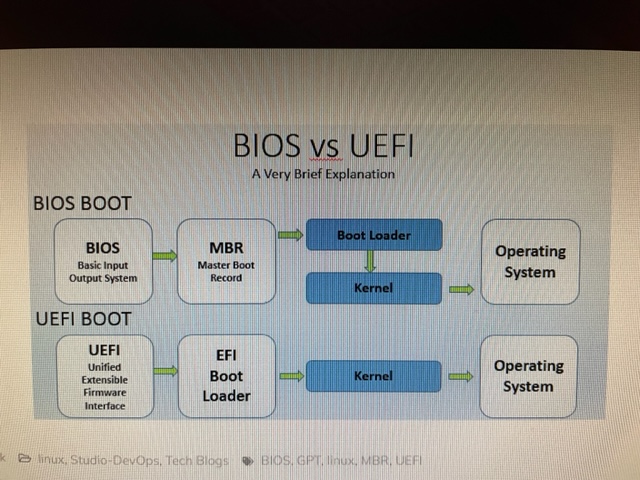 BIOS vs UEFI
A Very Brief Explanation
BIOS BOOT
BIOS
Basic Input
Output System
MBR
Master Boot
Record
Boot Loader
Kernel
Operating
System
UEFI BOOT
UEFI
Unified
Extensible
Firmware
Interface
EFI
Boot
Loader
Kernel
Operating
System
k linux, Studio-DevOps, Tech Blogs BIOS, GPT, linux, MBR, UEFI